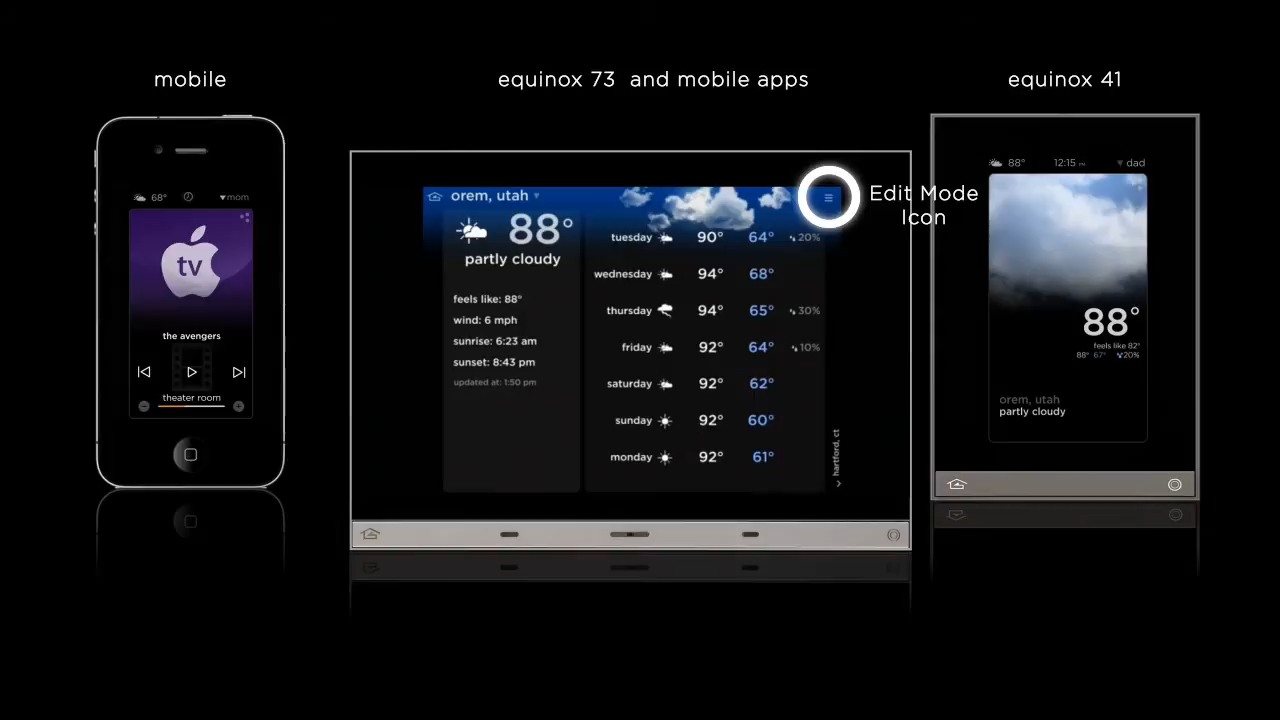 mobile
equinox 73 and mobile apps
equinox 41
68°
mom
tv
the avengers
theater room
orem, utah
Edit Mode
Icon
88°
partly cloudy
feels like: 88°
wind: 6 mph
sunrise: 6:23 am
sunset: 8:43 pm
updated at: 1:50 pm
tuesday 90° 64° 20%
wednesday 94° 68°
thursday 94° 65° 30%
friday 92° 64° 10%
saturday 92° 62°
sunday 92° 60°
monday 92° 61°
hartford, ct
88° 12:15 PM dad
88°
feels like 82°
88° 67° 20%
orem, utah
partly cloudy